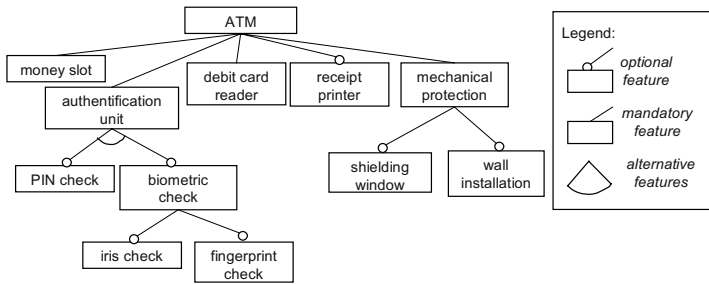 ATM
money slot
authentification
unit
debit card
reader
receipt
printer
mechanical
protection
PIN check
biometric
check
shielding
window
wall
installation
iris check
fingerprint
check
Legend:
optional
feature
mandatory
feature
alternative
features